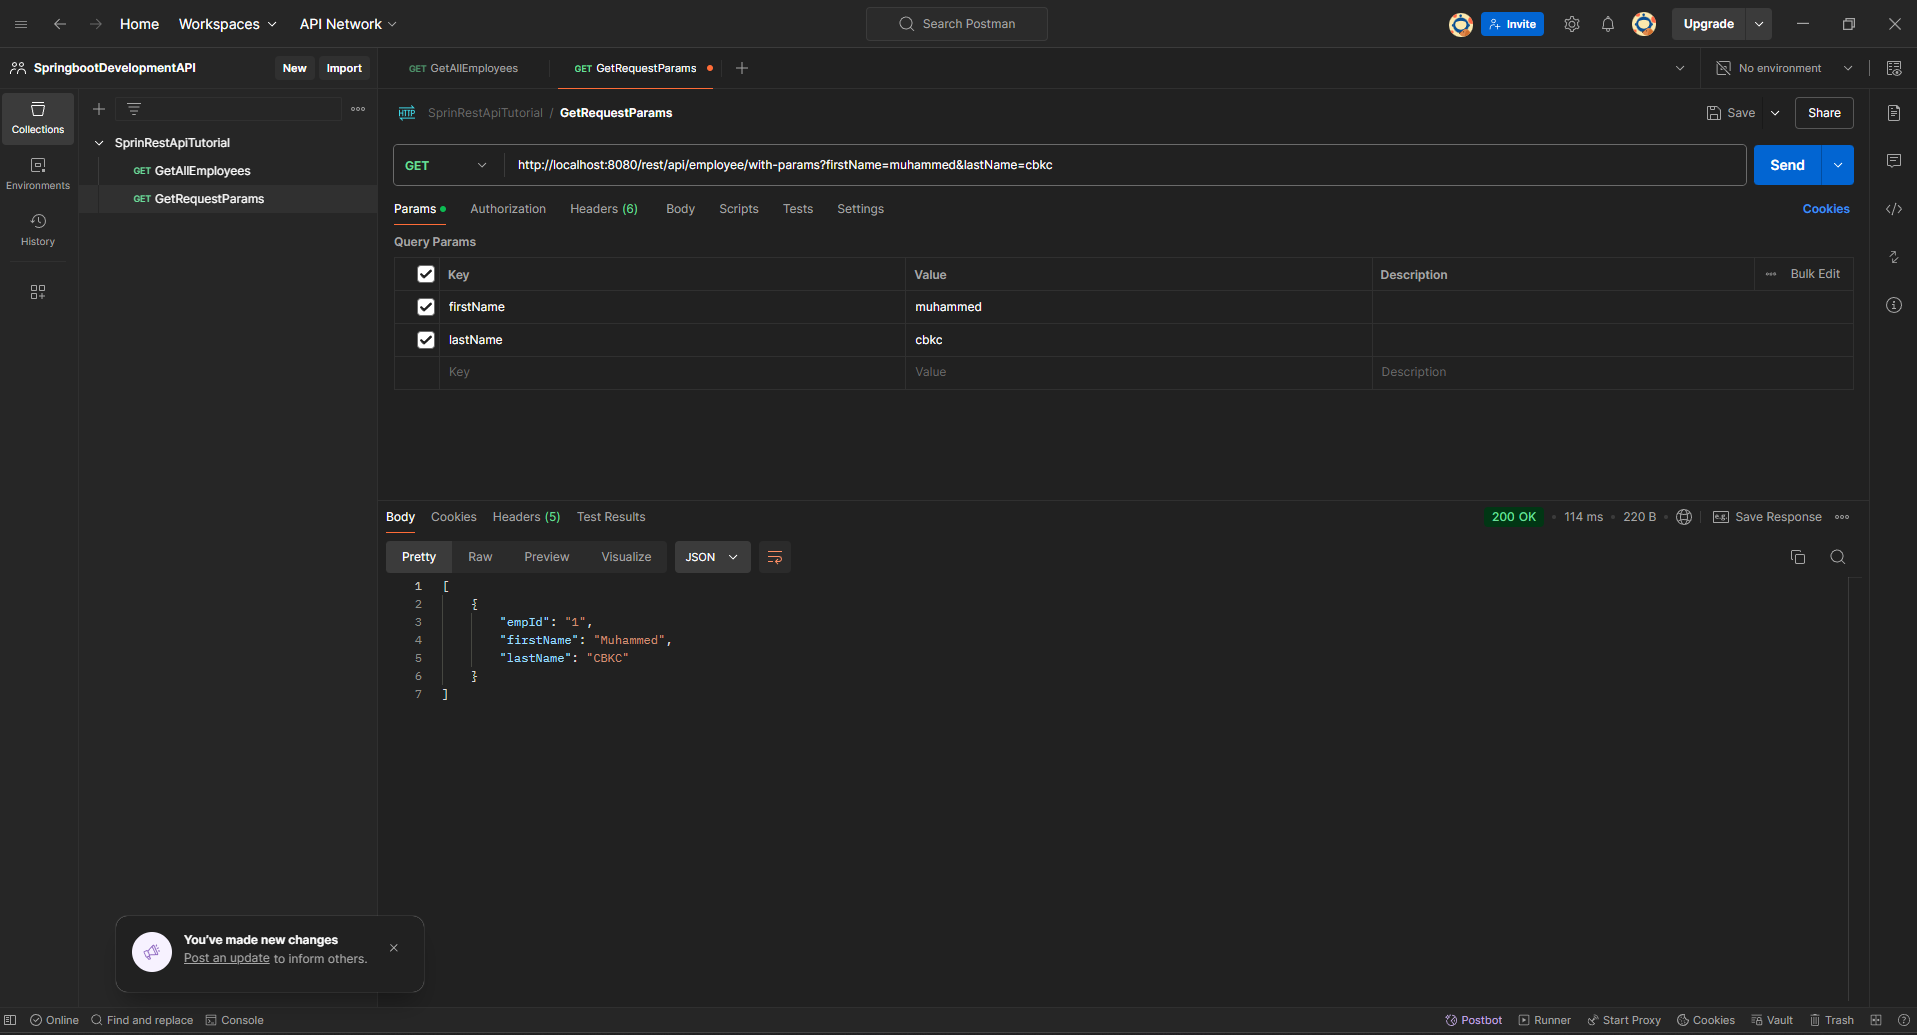 Home Workspaces API Network Search Postman Invite Upgrade
SpringbootDevelopmentAPI New Import GET GetAllEmployees GET GetRequestParams No environment
Collections
Environments
History
SprinRestApiTutorial
GET GetAllEmployees
GET GetRequestParams
HTTP SprinRestApiTutorial / GetRequestParams Save Share
GET http://localhost:8080/rest/api/employee/with-params?firstName=muhammed&lastName=cbkc Send
Params Authorization Headers (6) Body Scripts Tests Settings Cookies
Query Params
Key Value Description Bulk Edit
firstName muhammed
lastName cbkc
Key Value Description
Body Cookies Headers (5) Test Results 200 OK 114 ms 220 B e.g. Save Response
Pretty Raw Preview Visualize JSON
1 [
2 {
3 "empId": "1",
4 "firstName": "Muhammed",
5 "lastName": "CBKC"
6 }
7 ]
You've made new changes
Post an update to inform others.
Online Find and replace Console Postbot Runner Start Proxy Cookies Vault Trash